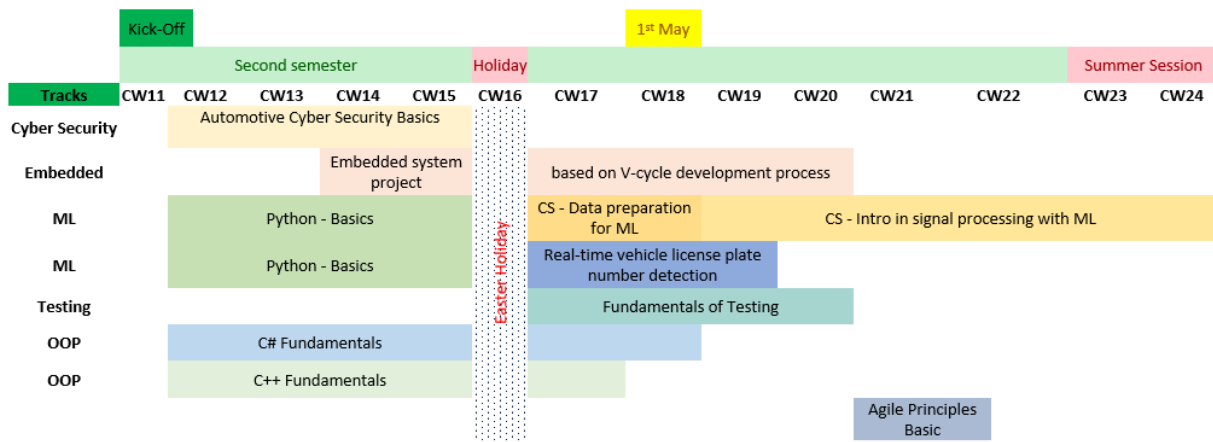 Kick-Off
1st May
Second semester
Holiday
Summer Session
Tracks
CW11
CW12
CW13
CW14
CW15
CW16
CW17
CW18
CW19
CW20
CW21
CW22
CW23
CW24
Cyber Security
Automotive Cyber Security Basics
Embedded
Embedded system
project
based on V-cycle development process
ML
Python - Basics
CS - Data preparation
for ML
CS - Intro in signal processing with ML
ML
Python - Basics
Real-time vehicle license plate
number detection
Easter Holiday
Testing
Fundamentals of Testing
OOP
C# Fundamentals
OOP
C++ Fundamentals
Agile Principles
Basic